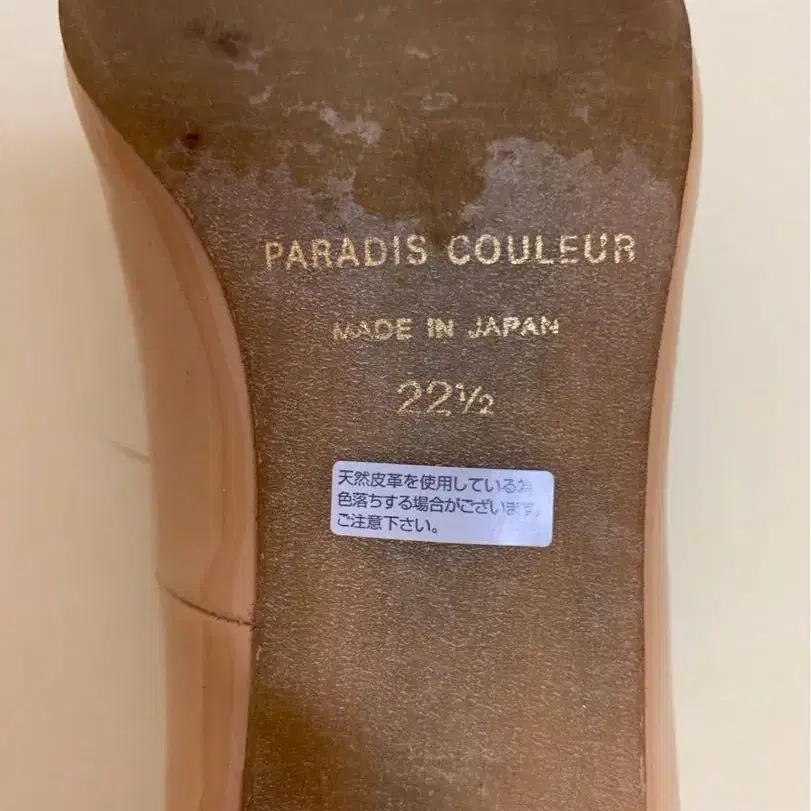 PARADIS COULEUR
MADE IN JAPAN
22½
天然皮革を使用している為
色落ちする場合がございます。
ご注意下さい。